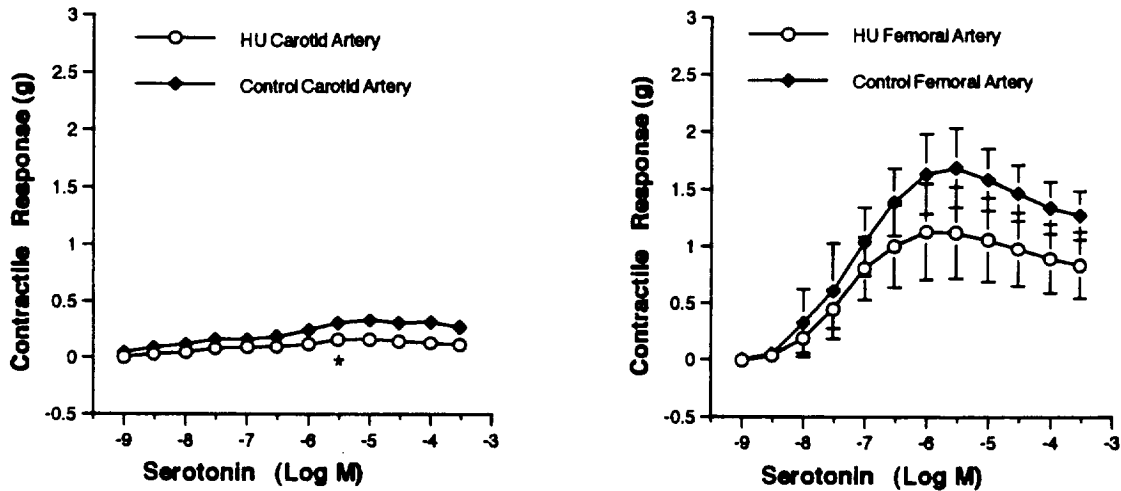 3
2.5
2
1.5
1
0.5
0
-0.5
Contractile Response (g)
HU Carotid Artery
Control Carotid Artery
*
-9 -8 -7 -6 -5 -4 -3
Serotonin (Log M)
3
2.5
2
1.5
1
0.5
0
-0.5
Contractile Response (g)
HU Femoral Artery
Control Femoral Artery
-9 -8 -7 -6 -5 -4 -3
Serotonin (Log M)